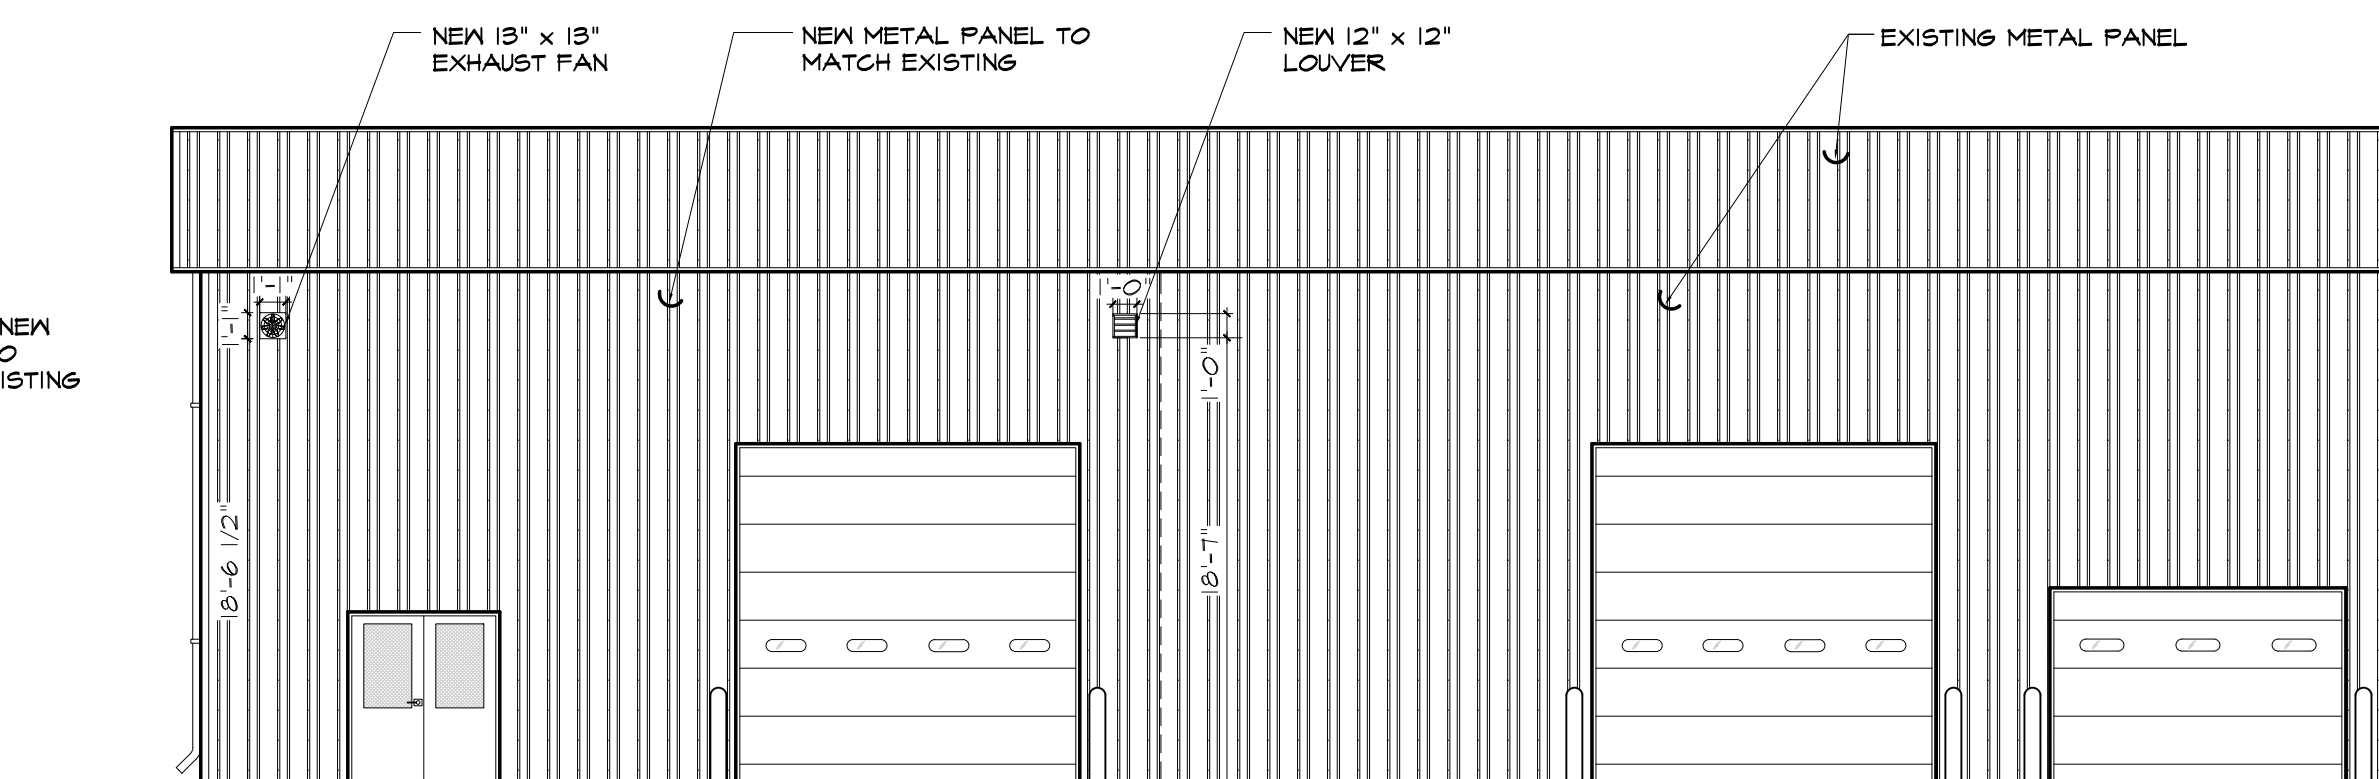 NEW 13" x 13"
EXHAUST FAN
NEW METAL PANEL TO
MATCH EXISTING
NEW 12" x 12"
LOUVER
EXISTING METAL PANEL
1'-1"
1'-1"
1'-0"
1'-0"
18'-6 1/2"
18'-7"
NEW
O
ISTING